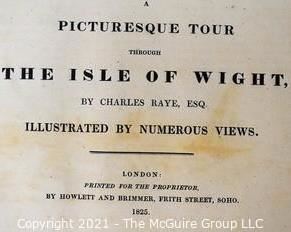 A
PICTURESQUE TOUR
THROUGH
THE ISLE OF WIGHT,
BY CHARLES RAYE, ESQ.
ILLUSTRATED BY NUMEROUS VIEWS.
LONDON:
PRINTED FOR THE PROPRIETOR,
BY HOWLETT AND BRIMMER, FRITH STREET, SOHO.
1825.
Copyright 2021 - The McGuire Group LLC